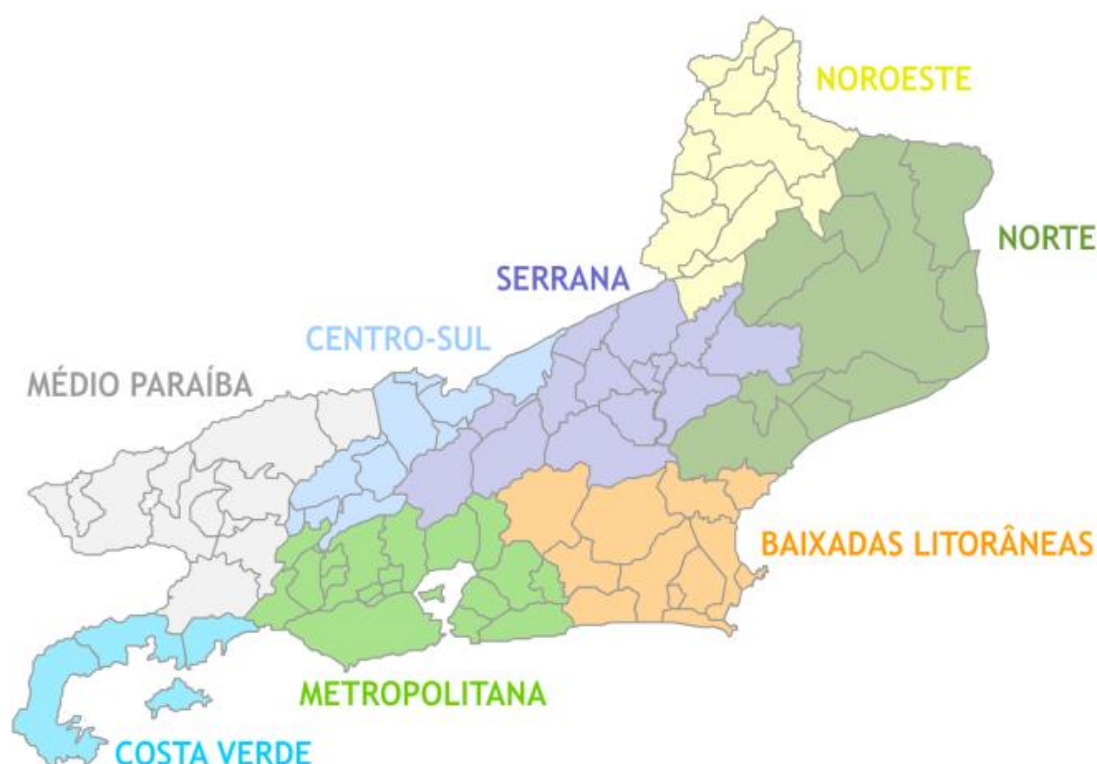 NOROESTE
NORTE
SERRANA
CENTRO-SUL
MÉDIO PARAÍBA
BAIXADAS LITORÂNEAS
METROPOLITANA
COSTA VERDE